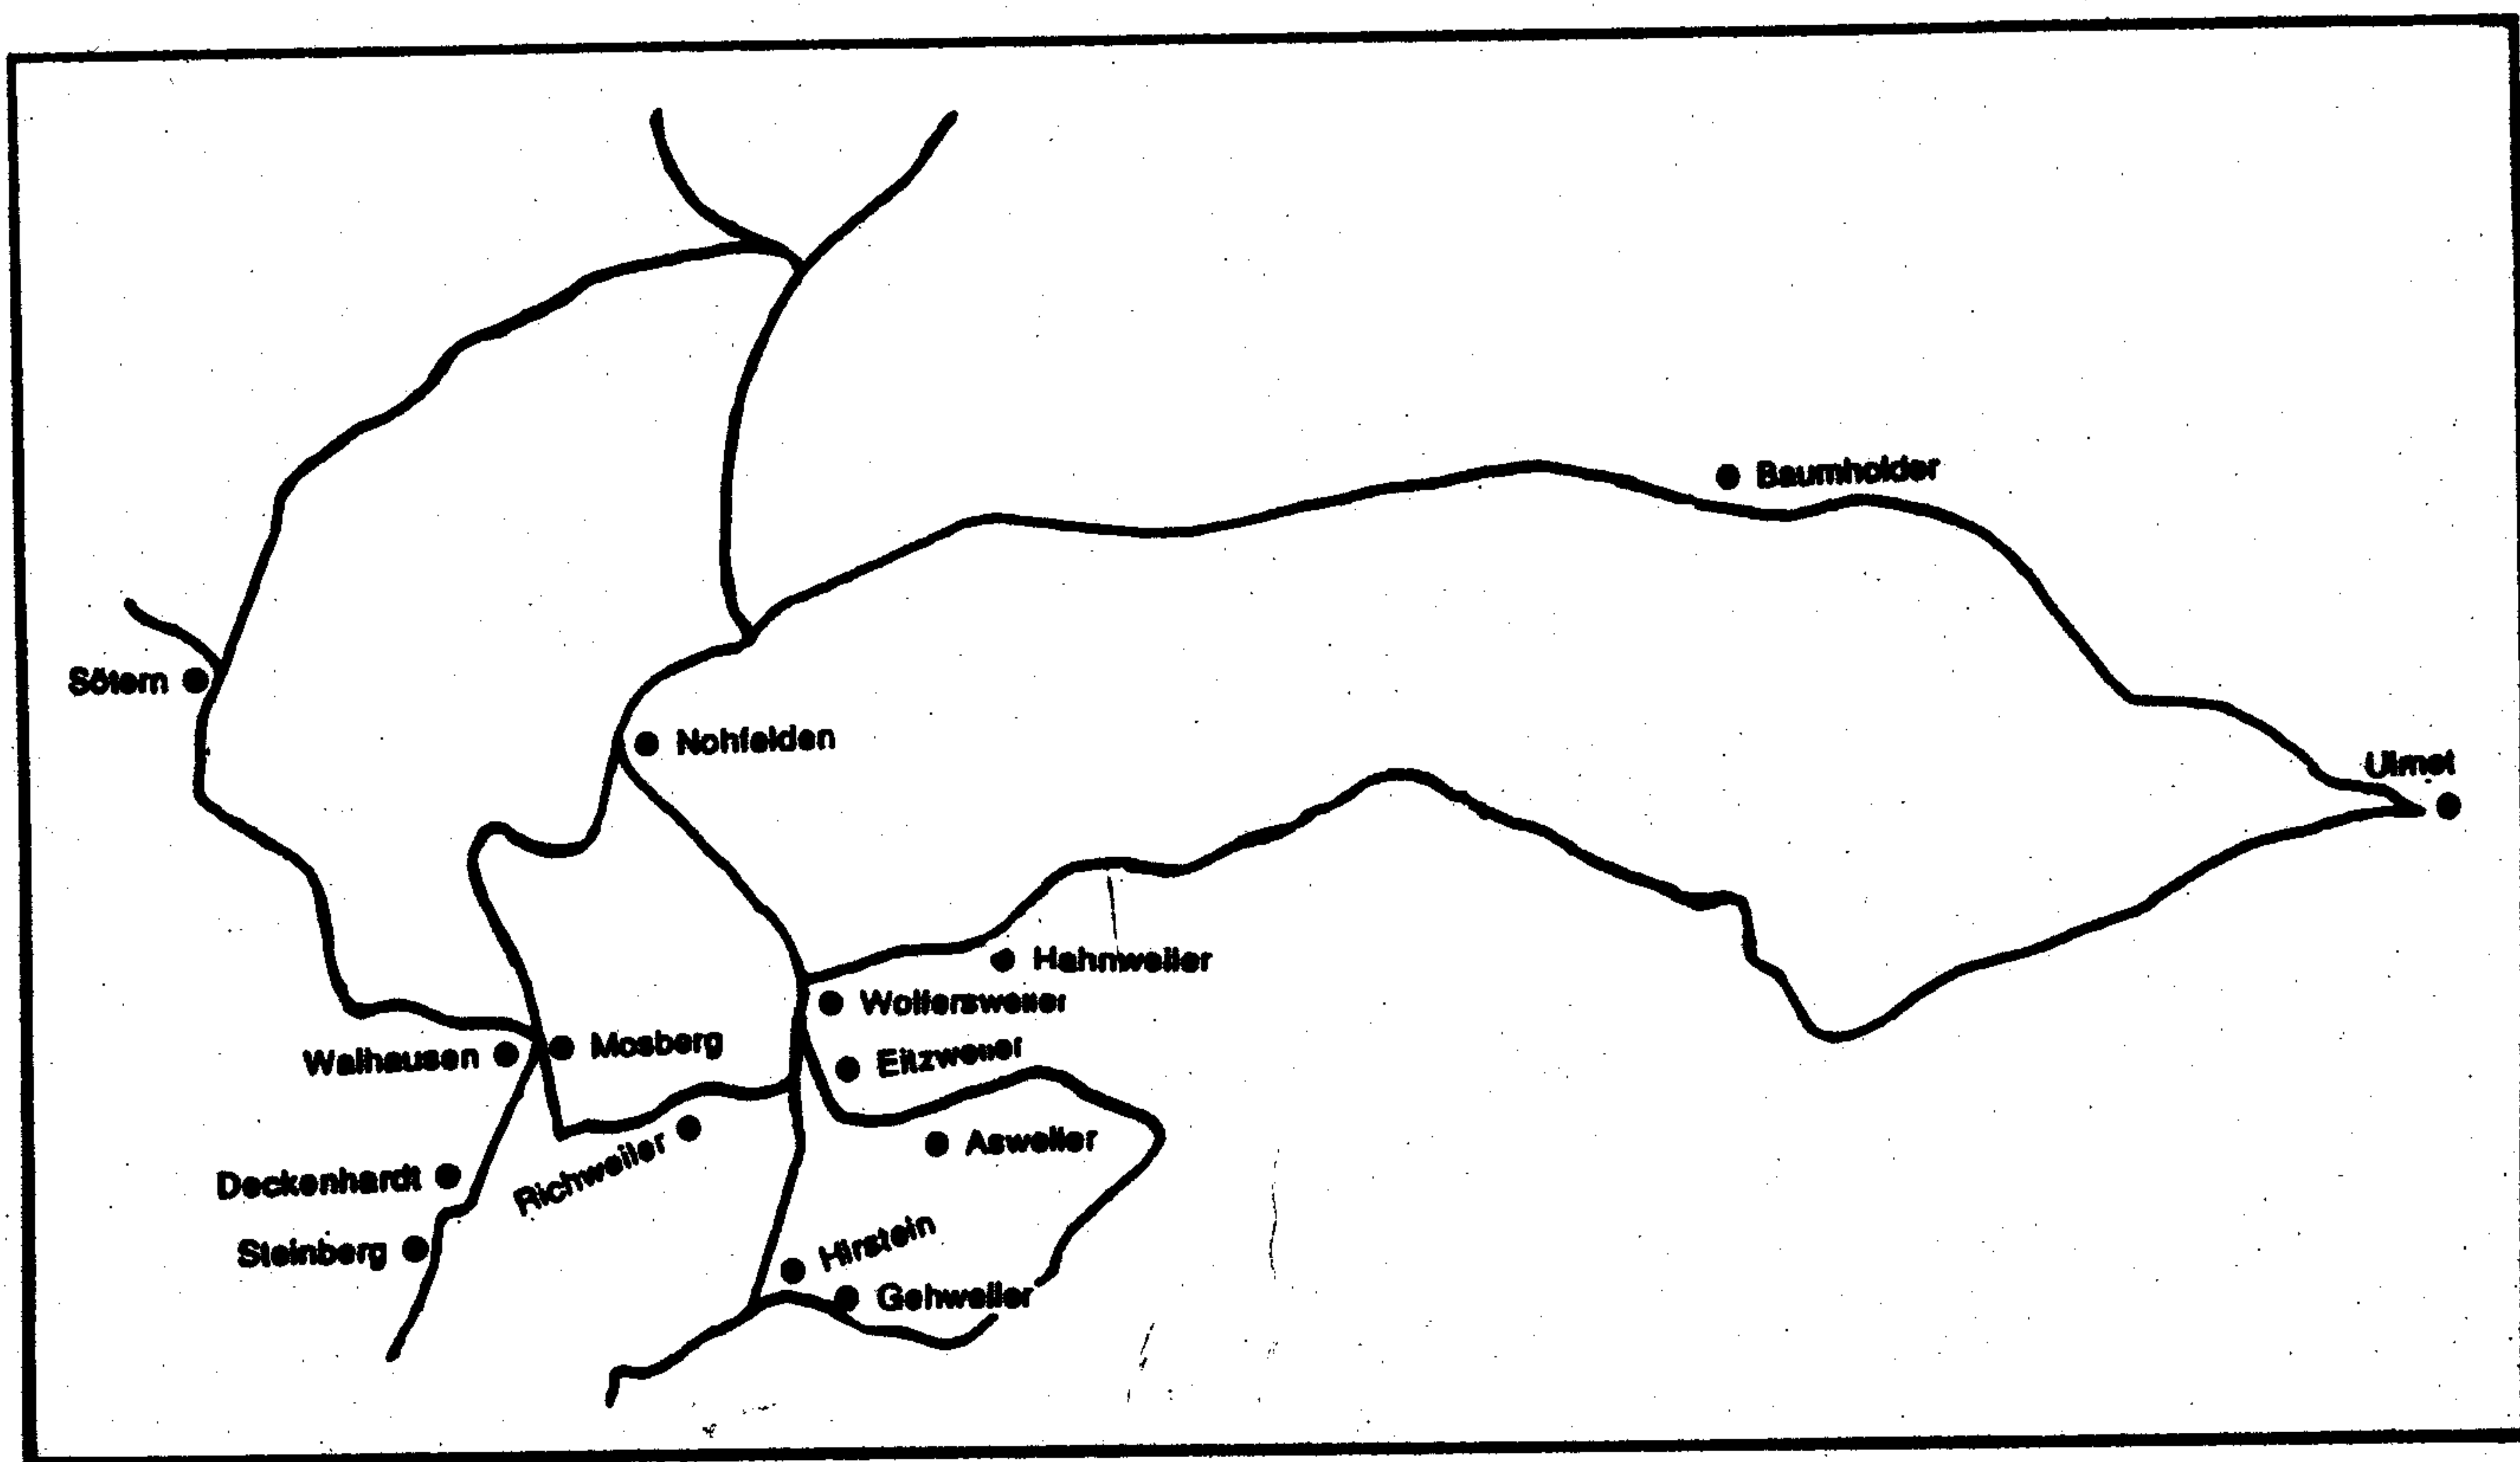 Baumholder
Sötern
Nohfelden
Ulmet
Hahnweiler
Wolfersweiler
Walhausen
Mosberg
Eitzweiler
Asweiler
Deckenhardt
Richweiler
Steinberg
Hirstein
Gehweiler